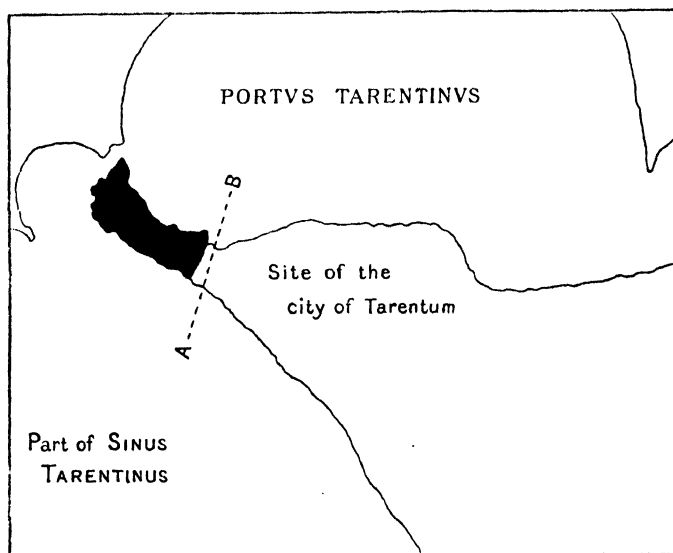 PORTVS TARENTINVS
B
Site of the
city of Tarentum
A
Part of SINUS
TARENTINUS